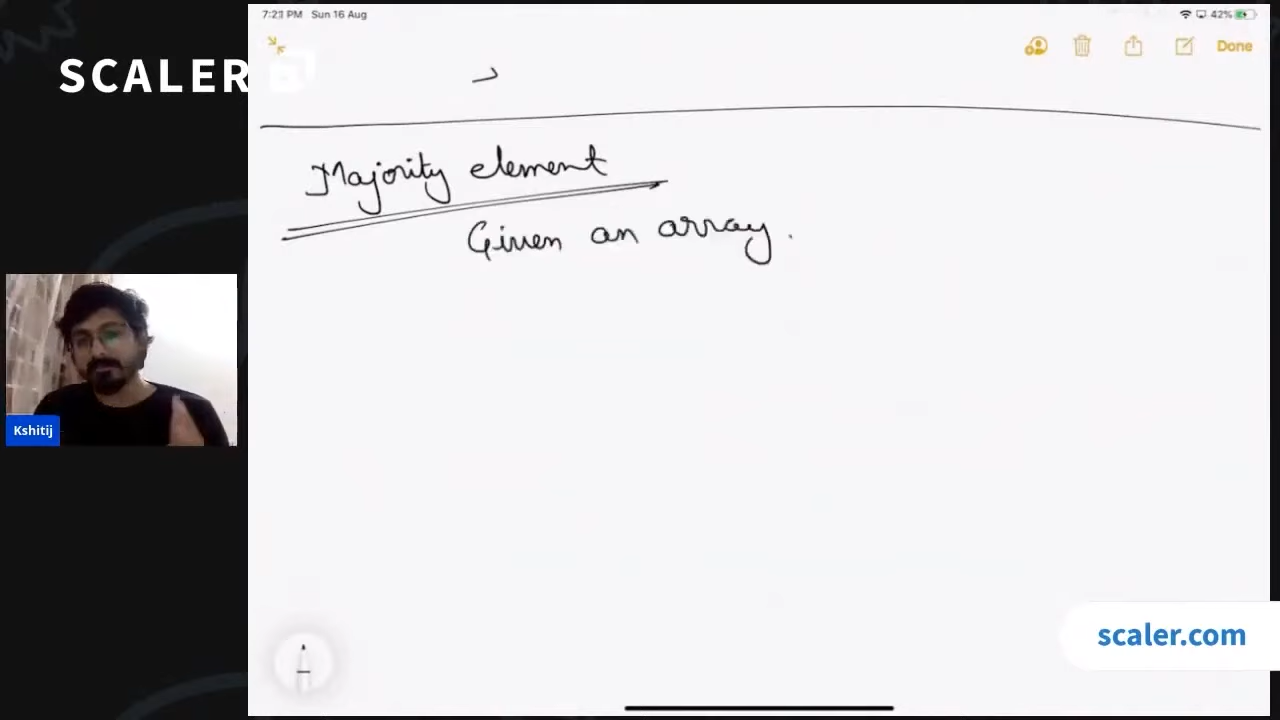 7:21 PM Sun 16 Aug
42%
Done
SCALER
Majority element
Given an array.
Kshitij
scaler.com